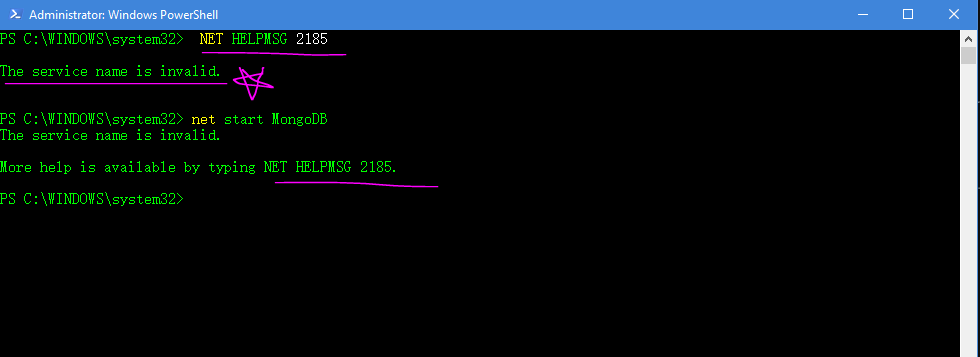 Administrator: Windows PowerShell
PS C:\WINDOWS\system32>  NET HELPMSG 2185
The service name is invalid.
PS C:\WINDOWS\system32> net start MongoDB
The service name is invalid.
More help is available by typing NET HELPMSG 2185.
PS C:\WINDOWS\system32>